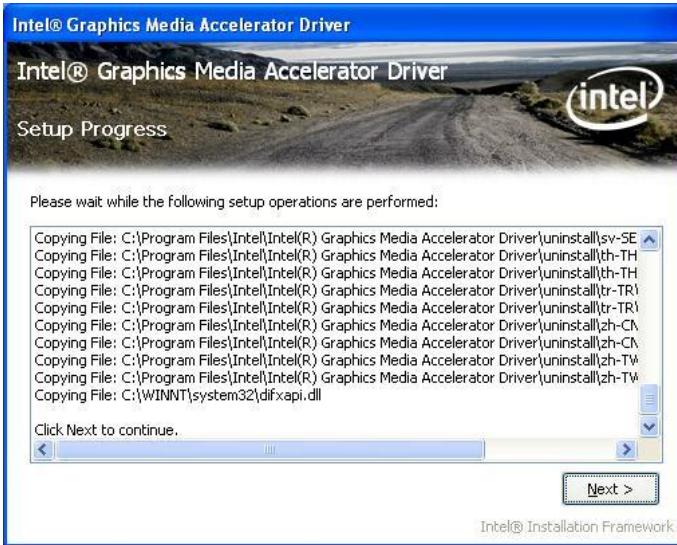 Intel® Graphics Media Accelerator Driver
Intel® Graphics Media Accelerator Driver
intel
Setup Progress
Please wait while the following setup operations are performed:
Copying File: C:\Program Files\Intel\Intel(R) Graphics Media Accelerator Driver\uninstall\sv-SE
Copying File: C:\Program Files\Intel\Intel(R) Graphics Media Accelerator Driver\uninstall\th-TH
Copying File: C:\Program Files\Intel\Intel(R) Graphics Media Accelerator Driver\uninstall\th-TH
Copying File: C:\Program Files\Intel\Intel(R) Graphics Media Accelerator Driver\uninstall\tr-TR\
Copying File: C:\Program Files\Intel\Intel(R) Graphics Media Accelerator Driver\uninstall\tr-TR\
Copying File: C:\Program Files\Intel\Intel(R) Graphics Media Accelerator Driver\uninstall\zh-CN
Copying File: C:\Program Files\Intel\Intel(R) Graphics Media Accelerator Driver\uninstall\zh-CN
Copying File: C:\Program Files\Intel\Intel(R) Graphics Media Accelerator Driver\uninstall\zh-TW
Copying File: C:\Program Files\Intel\Intel(R) Graphics Media Accelerator Driver\uninstall\zh-TW
Copying File: C:\WINNT\system32\difxapi.dll
Click Next to continue.
Next >
Intel® Installation Framework